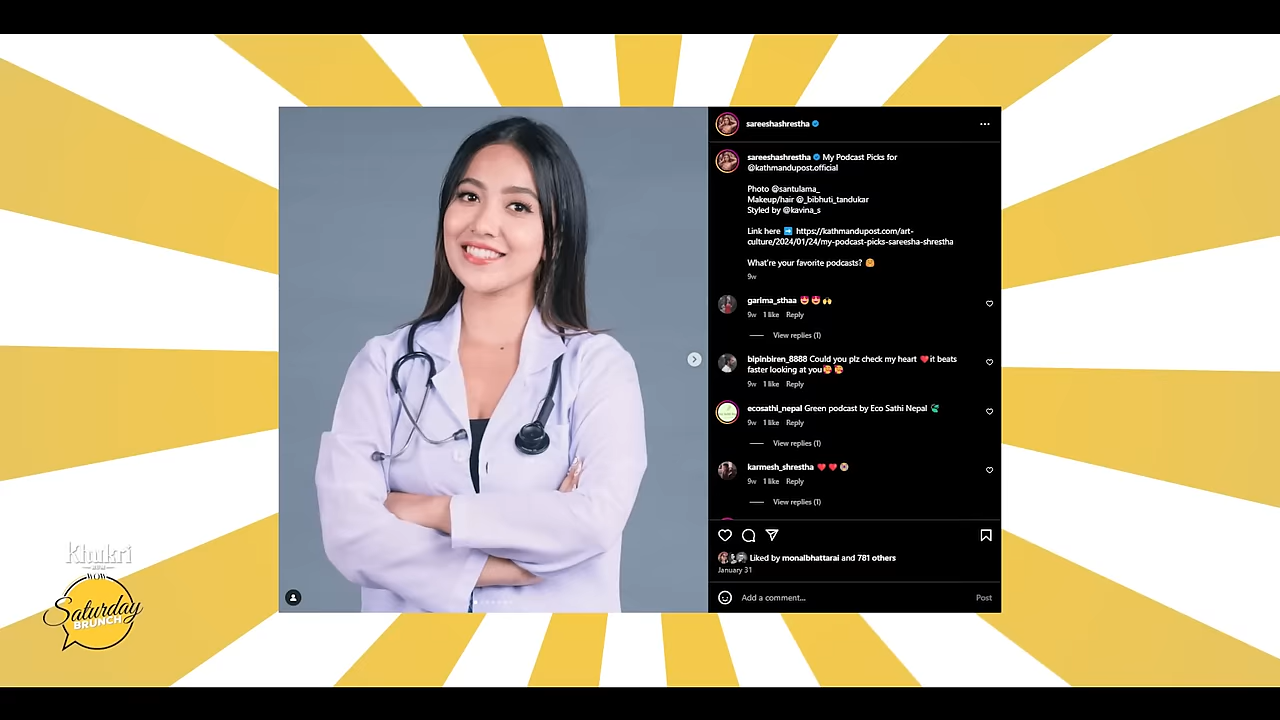 sareeshashrestha
sareeshashrestha My Podcast Picks for
@kathmandupost.official
Photo @santulama_
Makeup/hair @_bibhuti_tandukar
Styled by @kavina_s
Link here ➡️ https://kathmandupost.com/art-
culture/2024/01/24/my-podcast-picks-sareesha-shrestha
What're your favorite podcasts? 
9w
garima_sthaa 😍😍🙌
9w 1 like Reply
View replies (1)
bipinbiren_8888 Could you plz check my heart ❤️it beats
faster looking at you🥰🥰
9w 1 like Reply
ecosathi_nepal Green podcast by Eco Sathi Nepal
9w 1 like Reply
View replies (1)
karmesh_shrestha ❤️❤️
9w 1 like Reply
View replies (1)
Liked by monalbhattarai and 781 others
January 31
Add a comment...
Post
Khukri
WOW
Saturday
BRUNCH